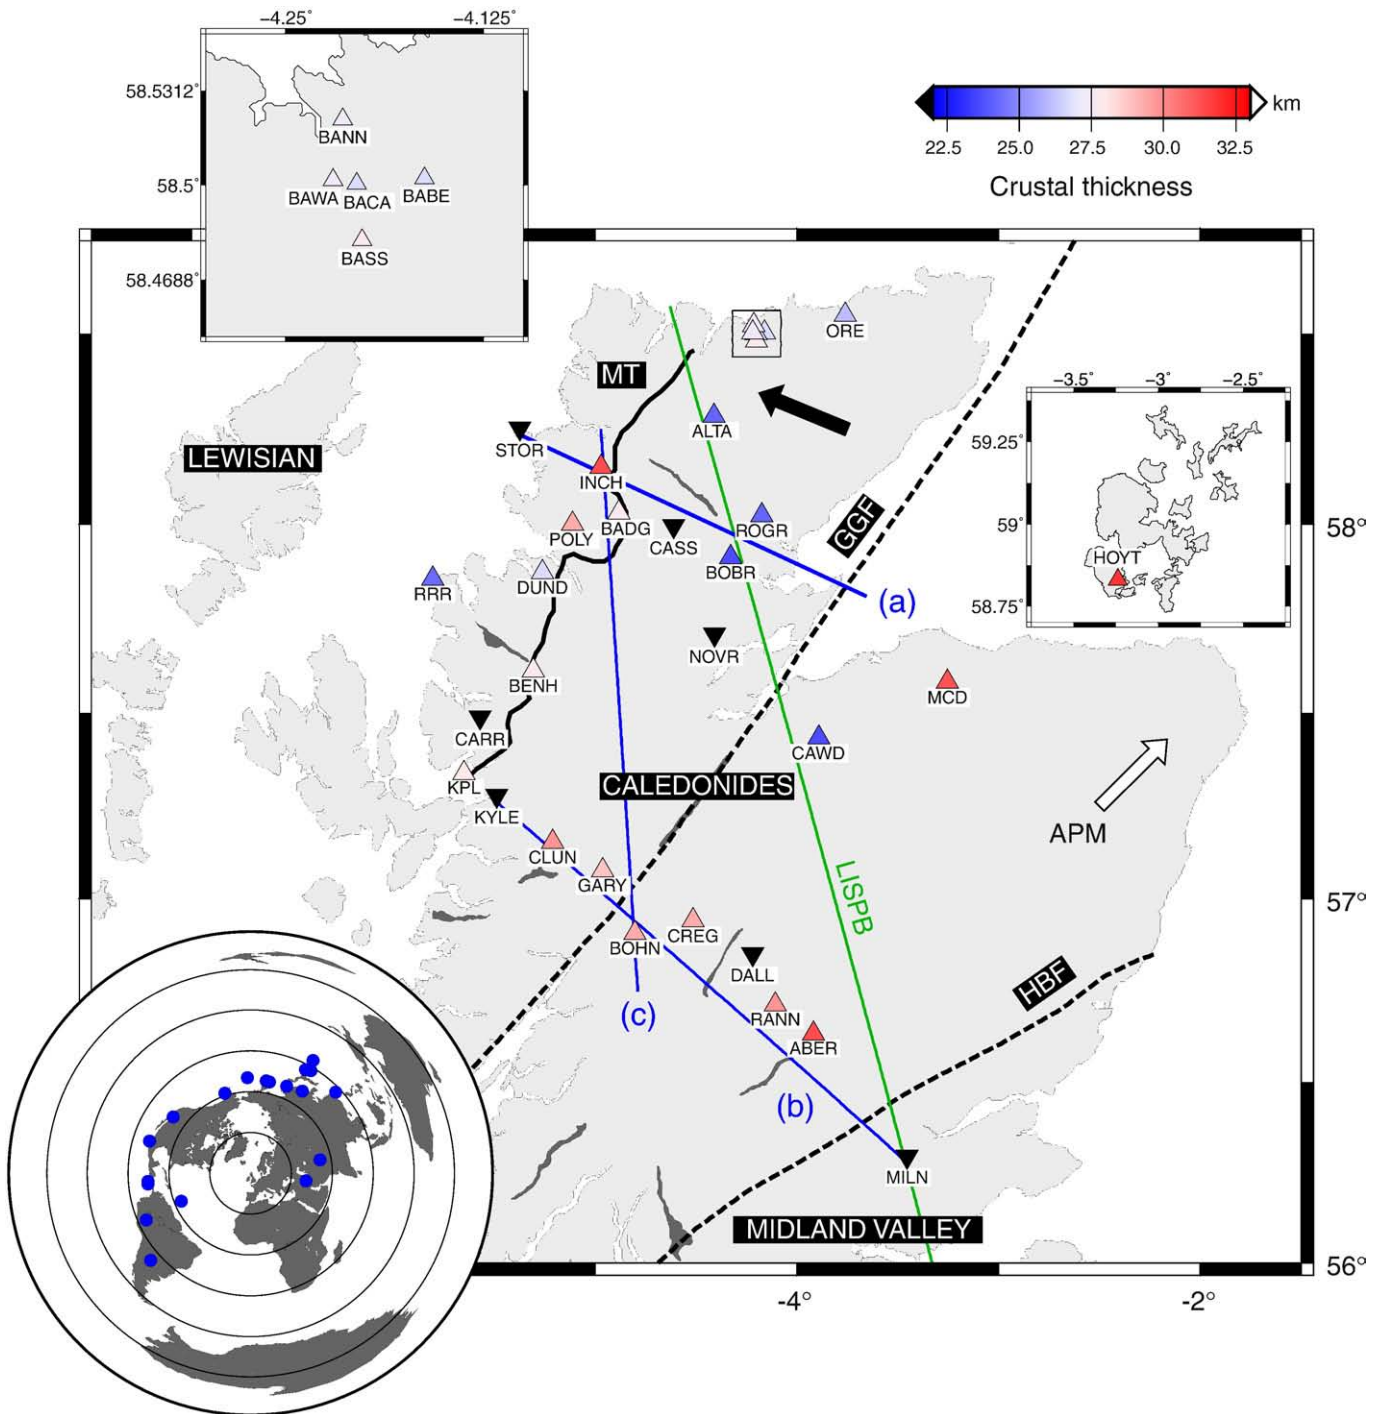 −4.25° −4.125°
58.5312°
BANN
58.5°
BAWA BACA BABE
BASS
58.4688°
km
22.5 25.0 27.5 30.0 32.5
Crustal thickness
ORE
MT
ALTA
STOR
LEWISIAN
INCH
−3.5° −3° −2.5°
59.25°
59°
HOYT
58.75°
BADG
ROGR
GGF
58°
POLY
CASS
BOBR
RRR
DUND
(a)
NOVR
BENH
MCD
CARR
CAWD
KPL
CALEDONIDES
KYLE
APM
CLUN
GARY
LISPB
57°
CREG
BOHN
DALL
HBF
(c)
RANN
ABER
(b)
MILN
MIDLAND VALLEY
56°
-4° -2°